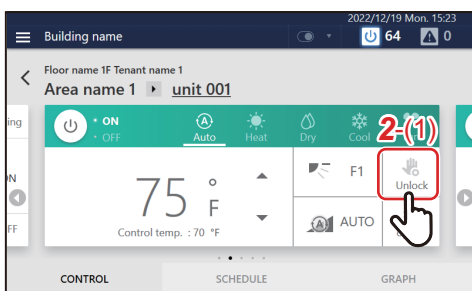 2022/12/19 Mon. 15:23
Building name
64
0
Floor name 1F Tenant name 1
Area name 1 unit 001
ing
ON
OFF
Auto
Heat
Dry
Cool
2-(1)
75 °F
Control temp. : 70 °F
F1
Unlock
AUTO
FF
CONTROL
SCHEDULE
GRAPH